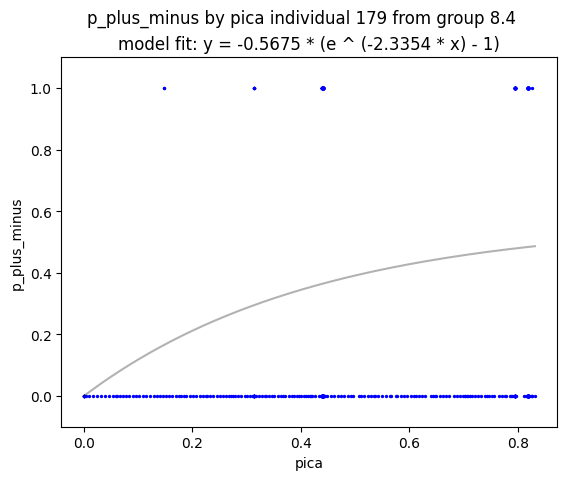 p_plus_minus by pica individual 179 from group 8.4
model fit: y = -0.5675 * (e ^ (-2.3354 * x) - 1)
1.0
0.8
0.6
0.4
0.2
0.0
p_plus_minus
0.0 0.2 0.4 0.6 0.8
pica